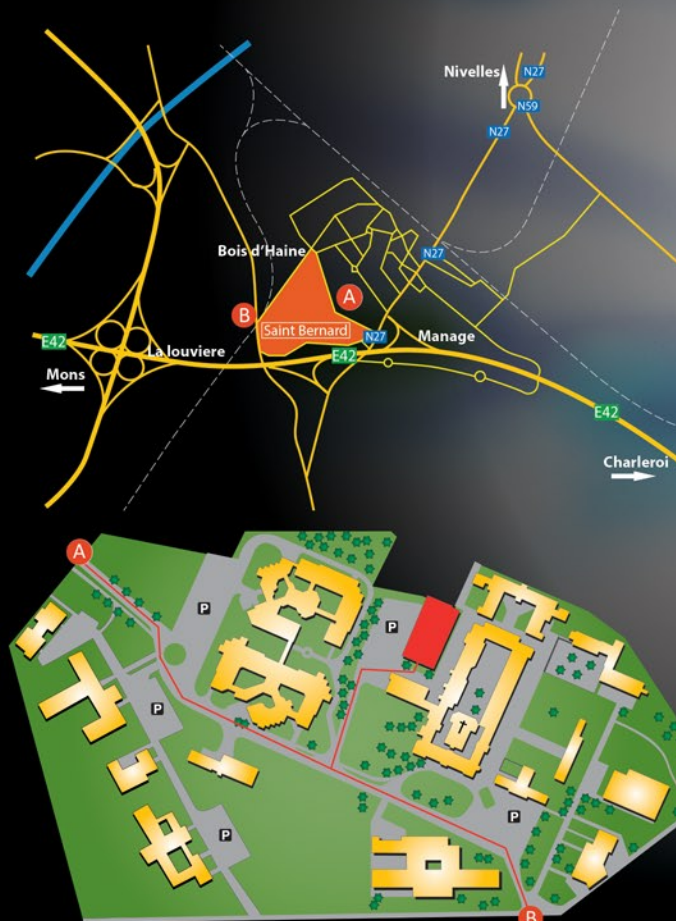 Nivelles
N27
N59
N27
Bois d'Haine
N27
A
B
Saint Bernard
N27
Manage
E42
La louviere
E42
Mons
E42
Charleroi
A
P
P
P
P
P
B